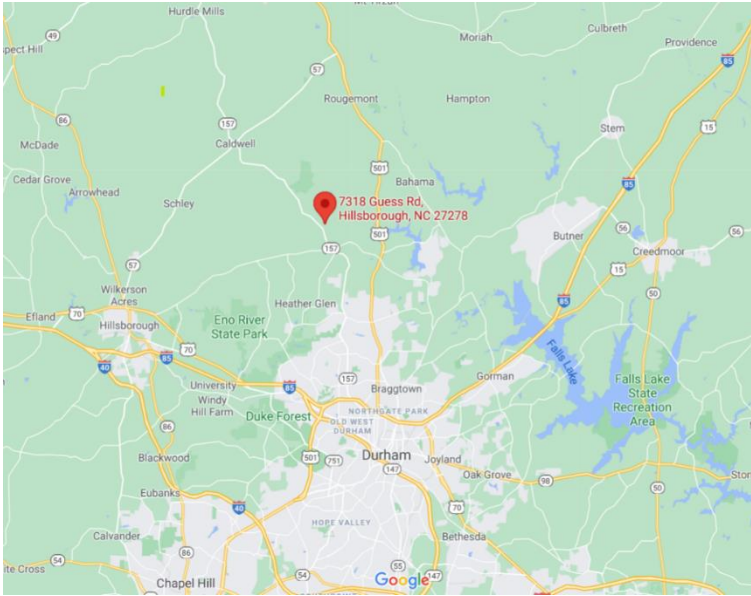 Hurdle Mills
49
spect Hill
Moriah
Culbreth
Providence
57
85
Rougemont
Hampton
86
157
501
15
Stem
McDade
Caldwell
Cedar Grove
Arrowhead
Schley
Bahama
85
7318 Guess Rd,
Hillsborough, NC 27278
501
157
Butner
56
56
Creedmoor
57
15
Wilkerson
Acres
50
Efland
70
Hillsborough
Heather Glen
85
Eno River
State Park
70
40
85
Falls Lake
University
85
157
Braggtown
Gorman
Falls Lake
State
Recreation
Area
Windy
Hill Farm
Duke Forest
NORTHGATE PARK
OLD WEST
DURHAM
86
Durham
Blackwood
501
751
147
Joyland
Oak Grove
98
Eubanks
50
40
70
HOPE VALLEY
Calvander
Bethesda
86
54
ite Cross
Chapel Hill
54
55
Google
147